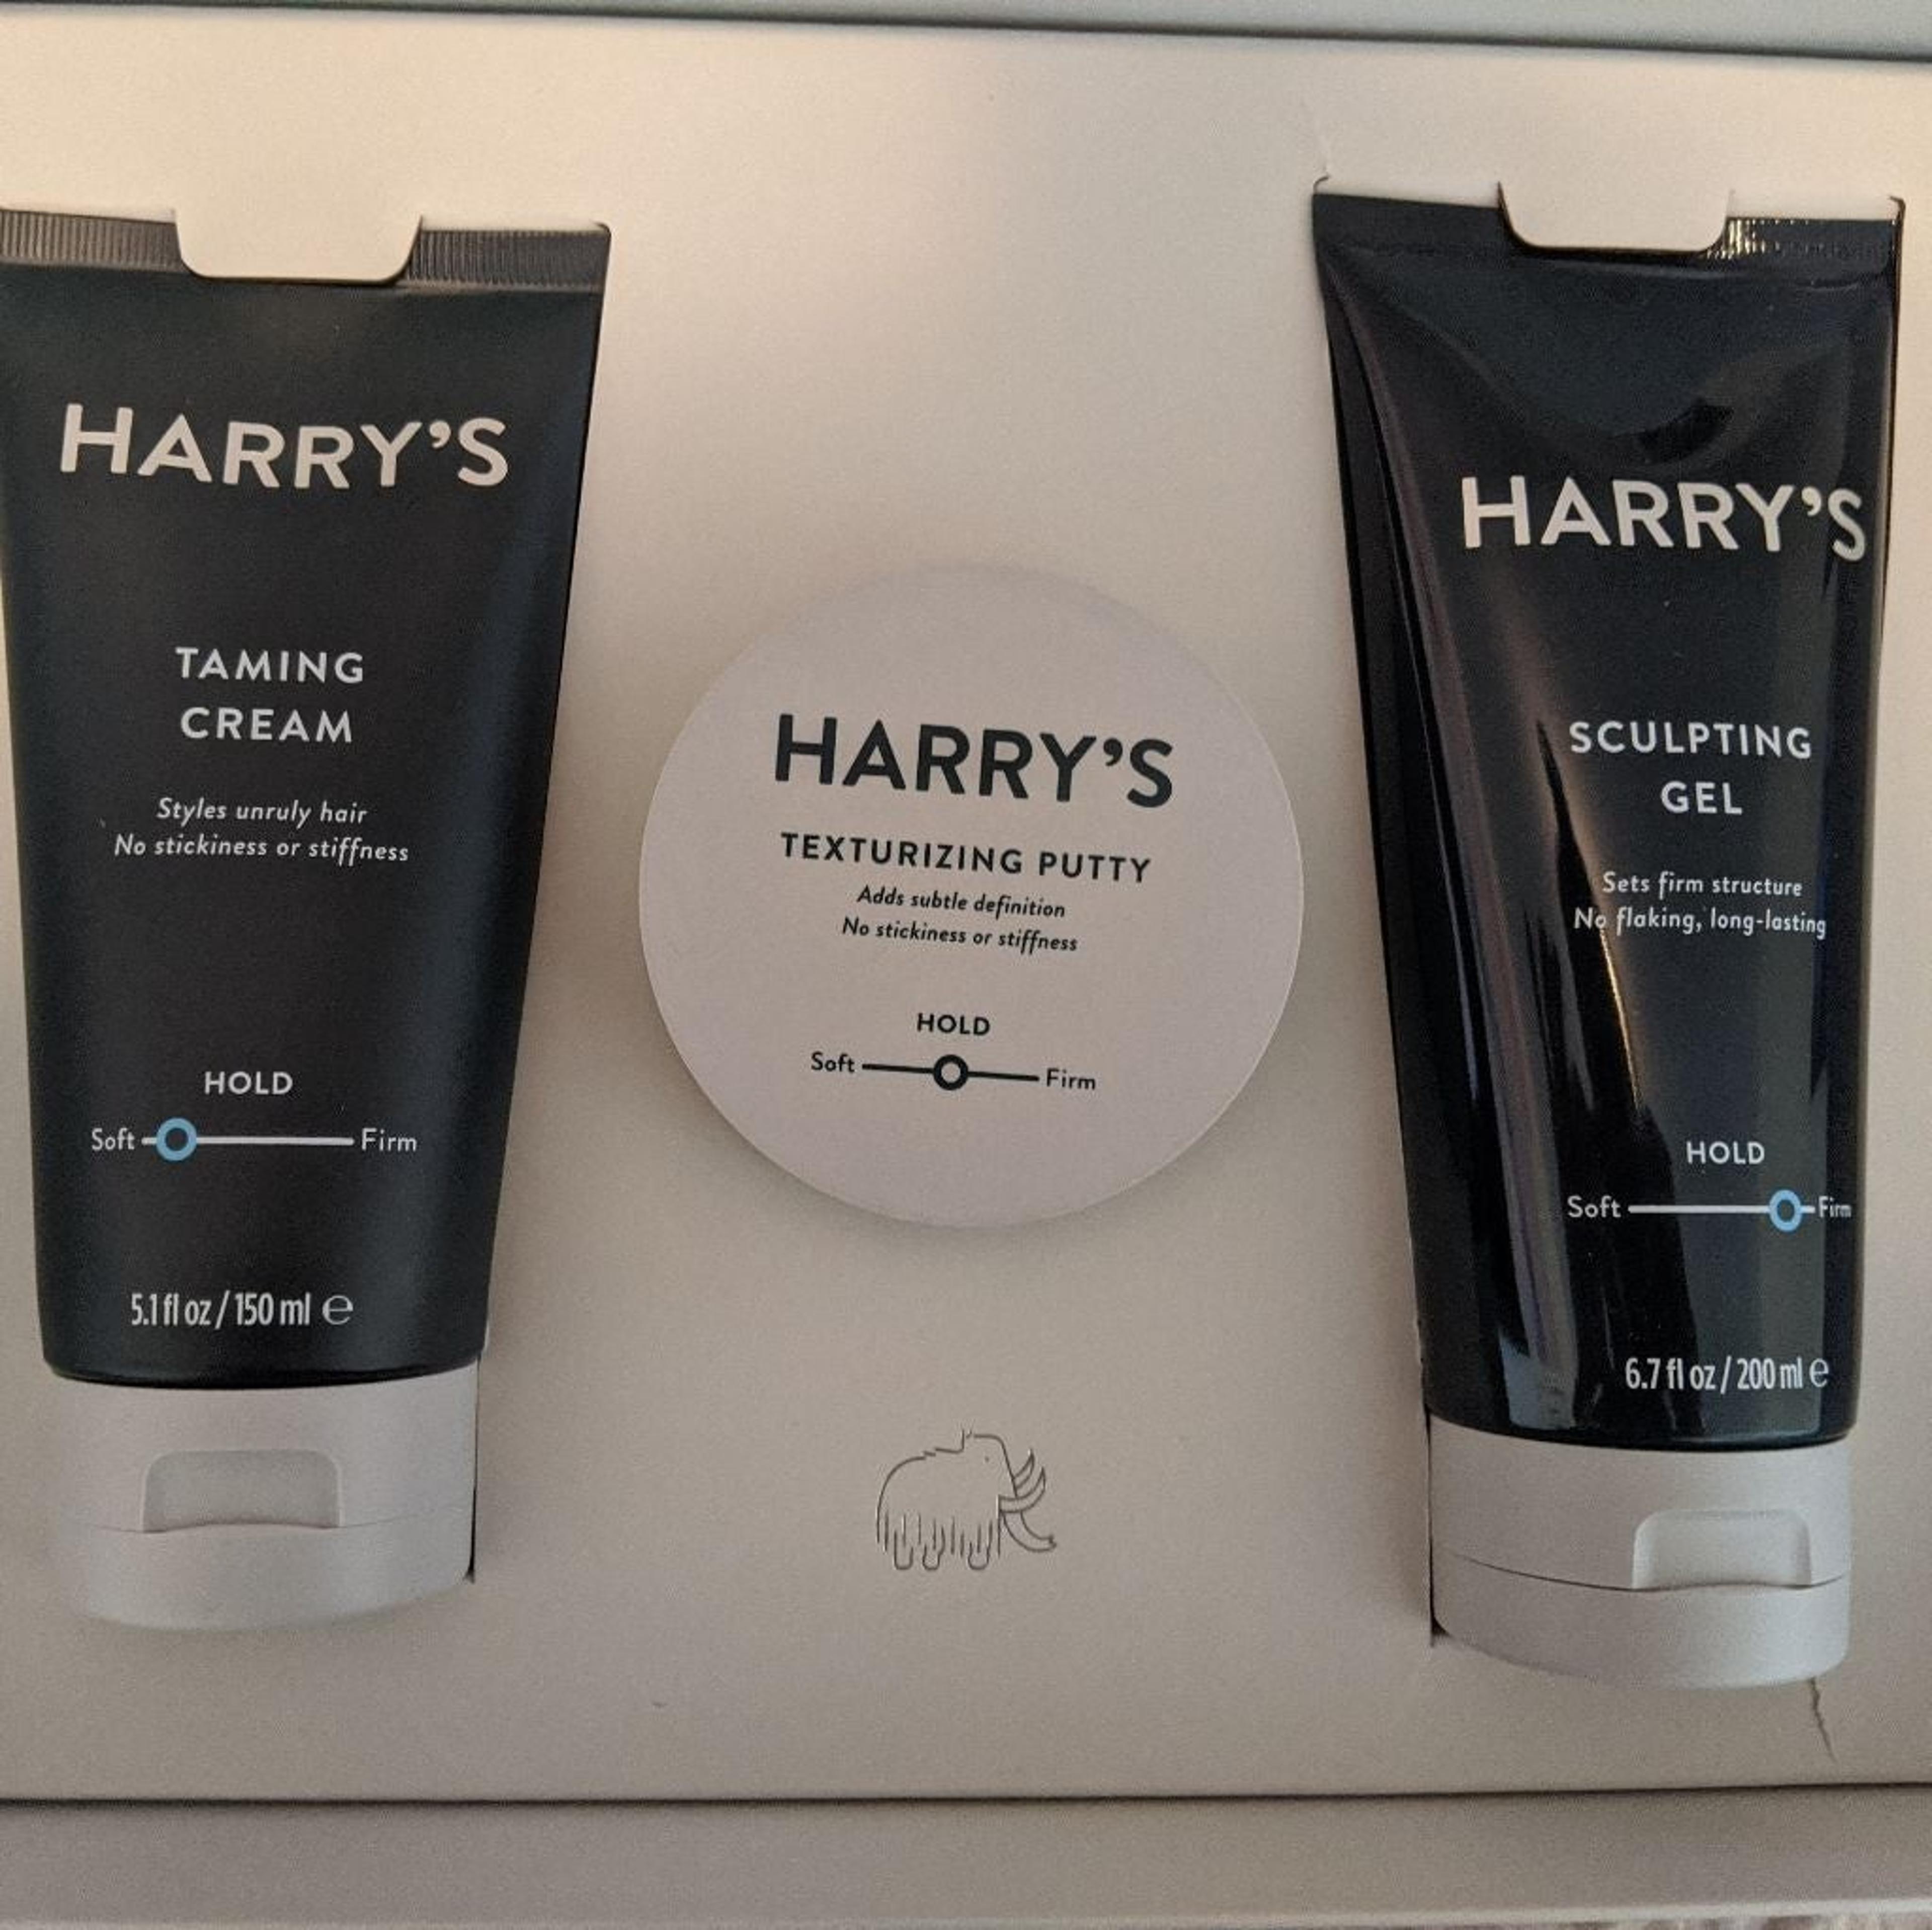 HARRY'S
TAMING
CREAM
Styles unruly hair
No stickiness or stiffness
HOLD
Soft Firm
5.1 fl oz / 150 ml ℮
HARRY'S
TEXTURIZING PUTTY
Adds subtle definition
No stickiness or stiffness
HOLD
Soft Firm
HARRY'S
SCULPTING
GEL
Sets firm structure
No flaking, long-lasting
HOLD
Soft Firm
6.7 fl oz / 200 ml ℮